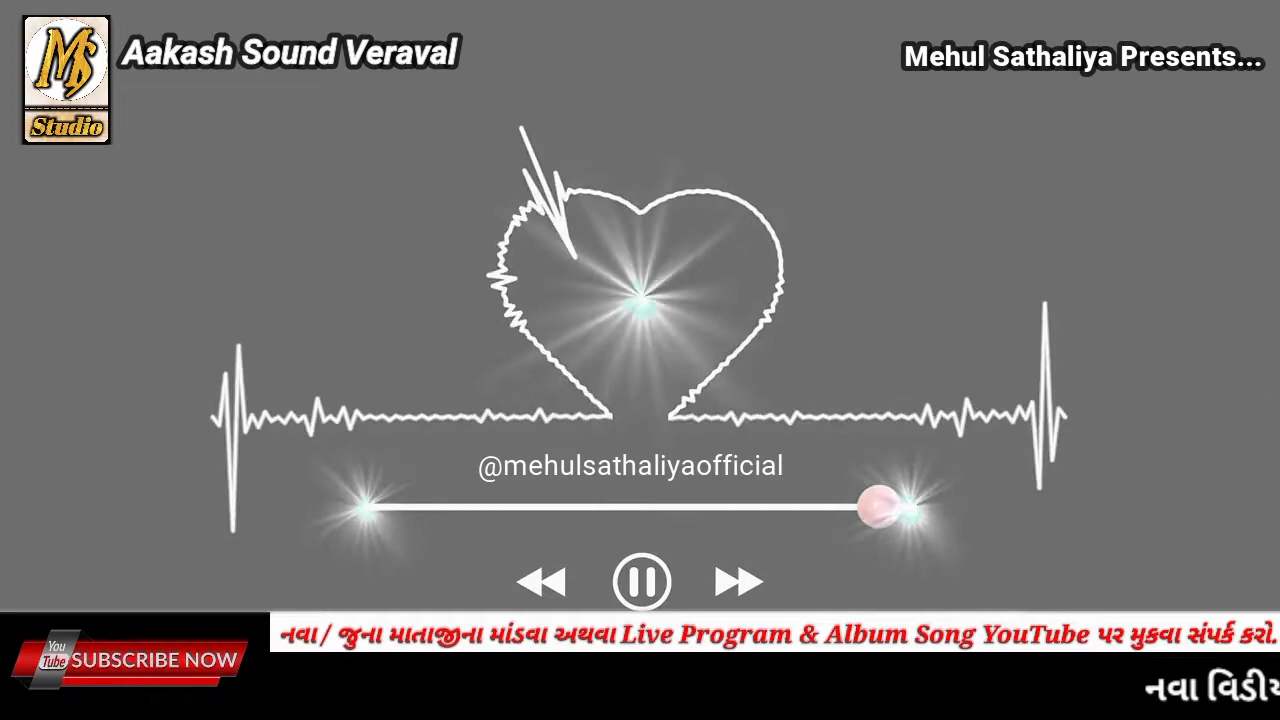 MS
Studio
Aakash Sound Veraval
Mehul Sathaliya Presents...
@mehulsathaliyaofficial
નવા / જુના માતાજીના માંડવા અથવા Live Program & Album Song YouTube પર મુકવા સંપર્ક કરો.
You
Tube
SUBSCRIBE NOW
નવા